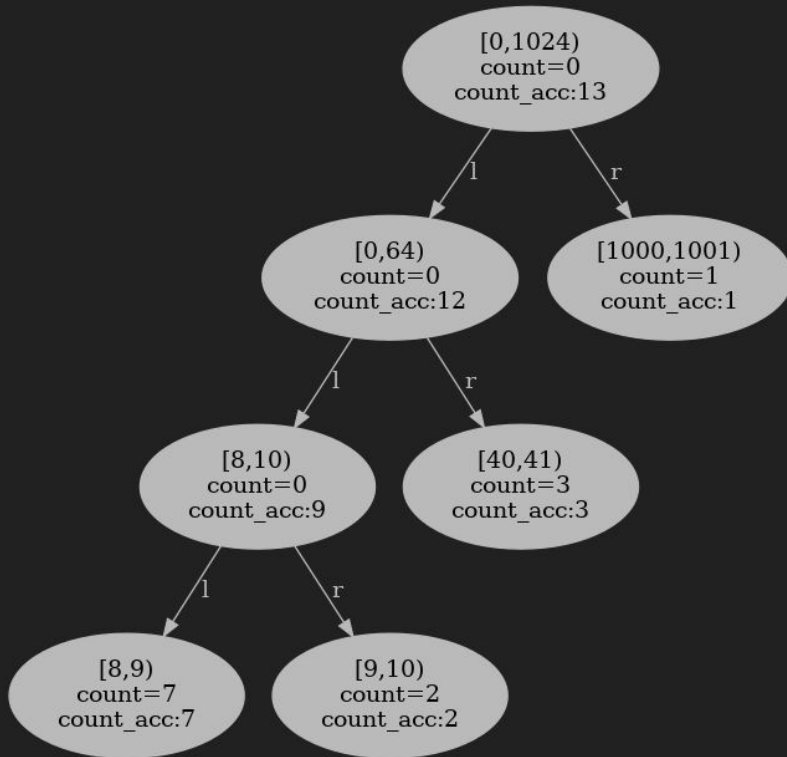 [0,1024)
count=0
count_acc:13
l
r
[0,64)
count=0
count_acc:12
[1000,1001)
count=1
count_acc:1
l
r
[8,10)
count=0
count_acc:9
[40,41)
count=3
count_acc:3
l
r
[8,9)
count=7
count_acc:7
[9,10)
count=2
count_acc:2